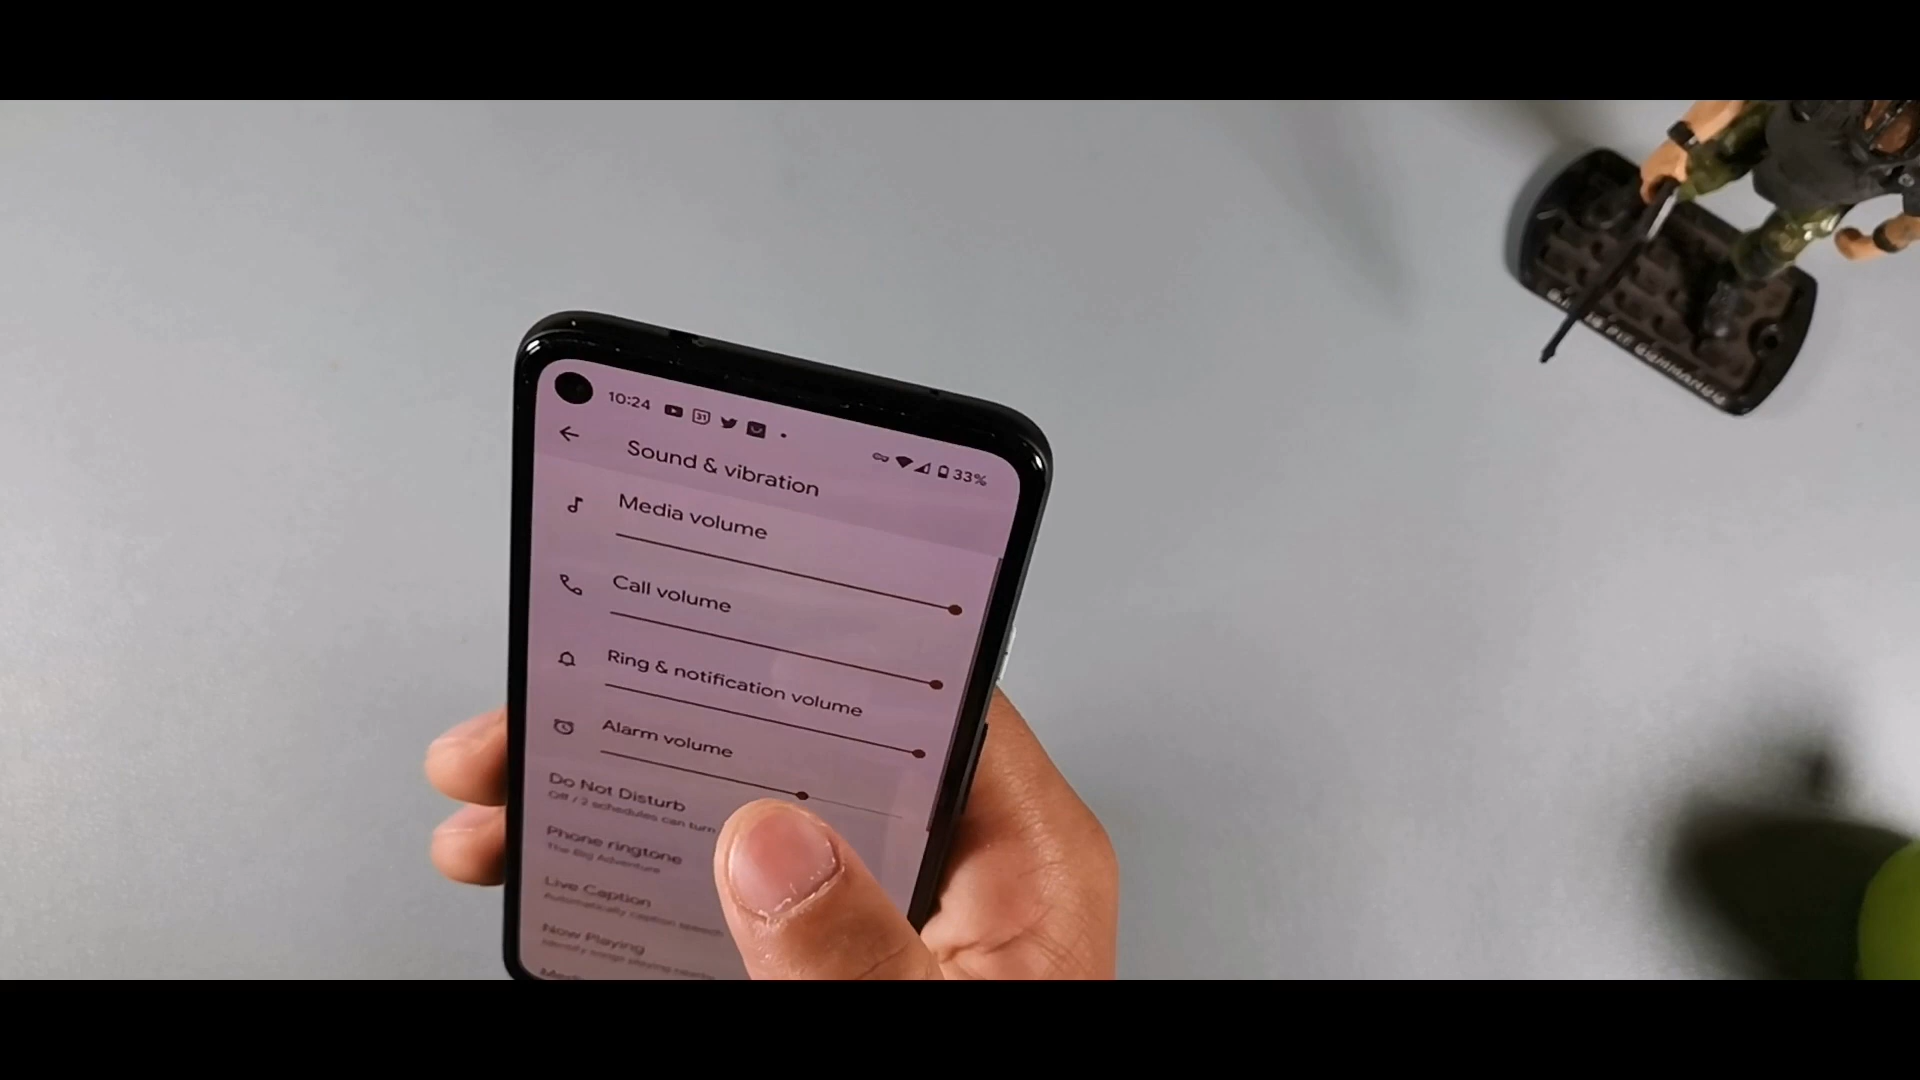 10:24
33%
Sound & vibration
Media volume
Call volume
Ring & notification volume
Alarm volume
Do Not Disturb
Off / 2 schedules can turn
Phone ringtone
The Big Adventure
Live Caption
Automatically caption speech
Now Playing
Identify songs playing nearby